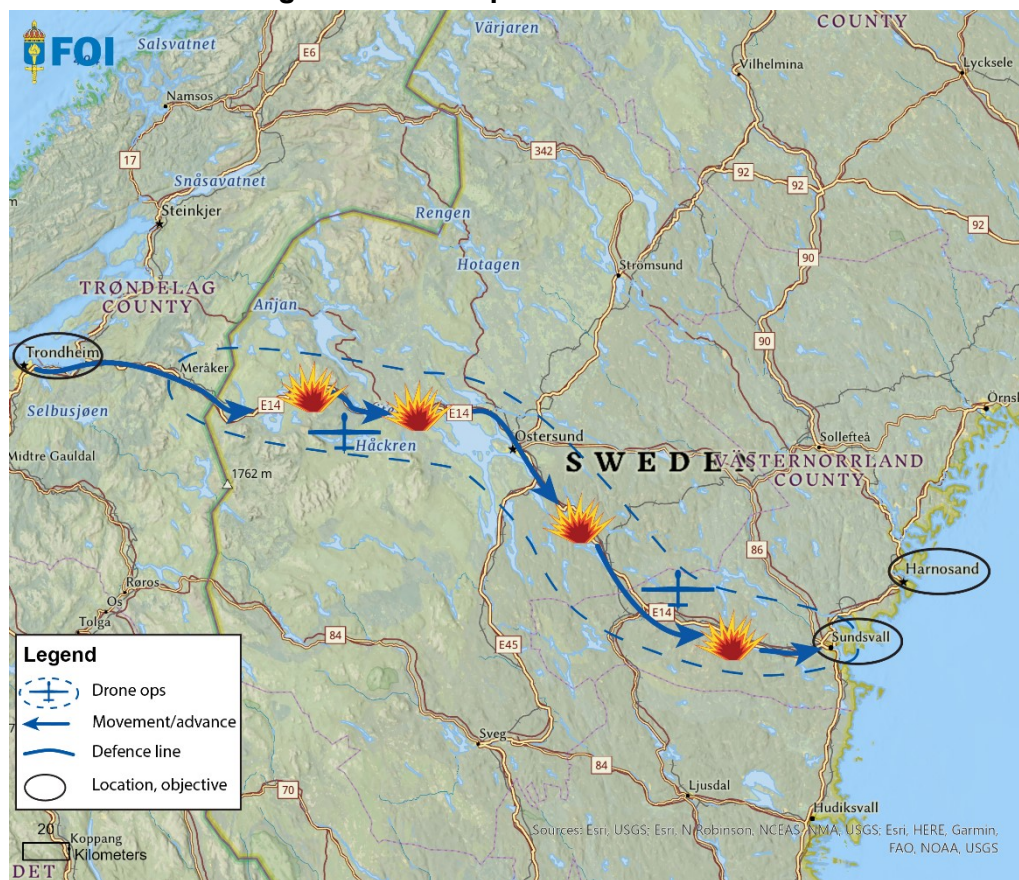 FOI
Salsvatnet
E6
Värjaren
COUNTY
Vilhelmina
Lycksele
Namsos
17
342
92
92
Snåsavatnet
Steinkjer
Rengen
92
90
Hotagen
Strömsund
TRØNDELAG
COUNTY
Anjan
90
Trondheim
Meråker
E14
E14
Selbusjøen
Håckren
Östersund
Sollefteå
Örnsk
Midtre Gauldal
SWEDEN
VÄSTERNORRLAND
COUNTY
1762 m
86
Harnosand
Røros
Os
Tolga
E14
Sundsvall
84
E45
Legend
Drone ops
Movement/advance
Defence line
Location, objective
Sveg
84
70
Ljusdal
Hudiksvall
20
Kilometers
Koppang
DET
Sources: Esri, USGS; Esri, N Robinson, NCEAS, NMA, USGS; Esri, HERE, Garmin,
FAO, NOAA, USGS